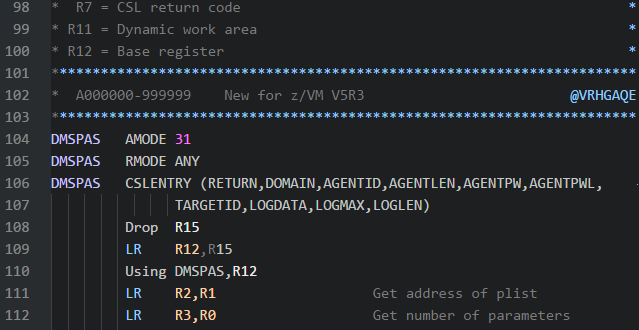 98 *  R7 = CSL return code *
99 * R11 = Dynamic work area *
100 * R12 = Base register *
101 ***********************************************************************
102 *  A000000-999999    New for z/VM V5R3 @VRHGAQE
103 ***********************************************************************
104 DMSPAS   AMODE 31
105 DMSPAS   RMODE ANY
106 DMSPAS   CSLENTRY (RETURN,DOMAIN,AGENTID,AGENTLEN,AGENTPW,AGENTPWL, -
107 TARGETID,LOGDATA,LOGMAX,LOGLEN)
108 Drop  R15
109 LR    R12,R15
110 Using DMSPAS,R12
111 LR    R2,R1 Get address of plist
112 LR    R3,R0 Get number of parameters